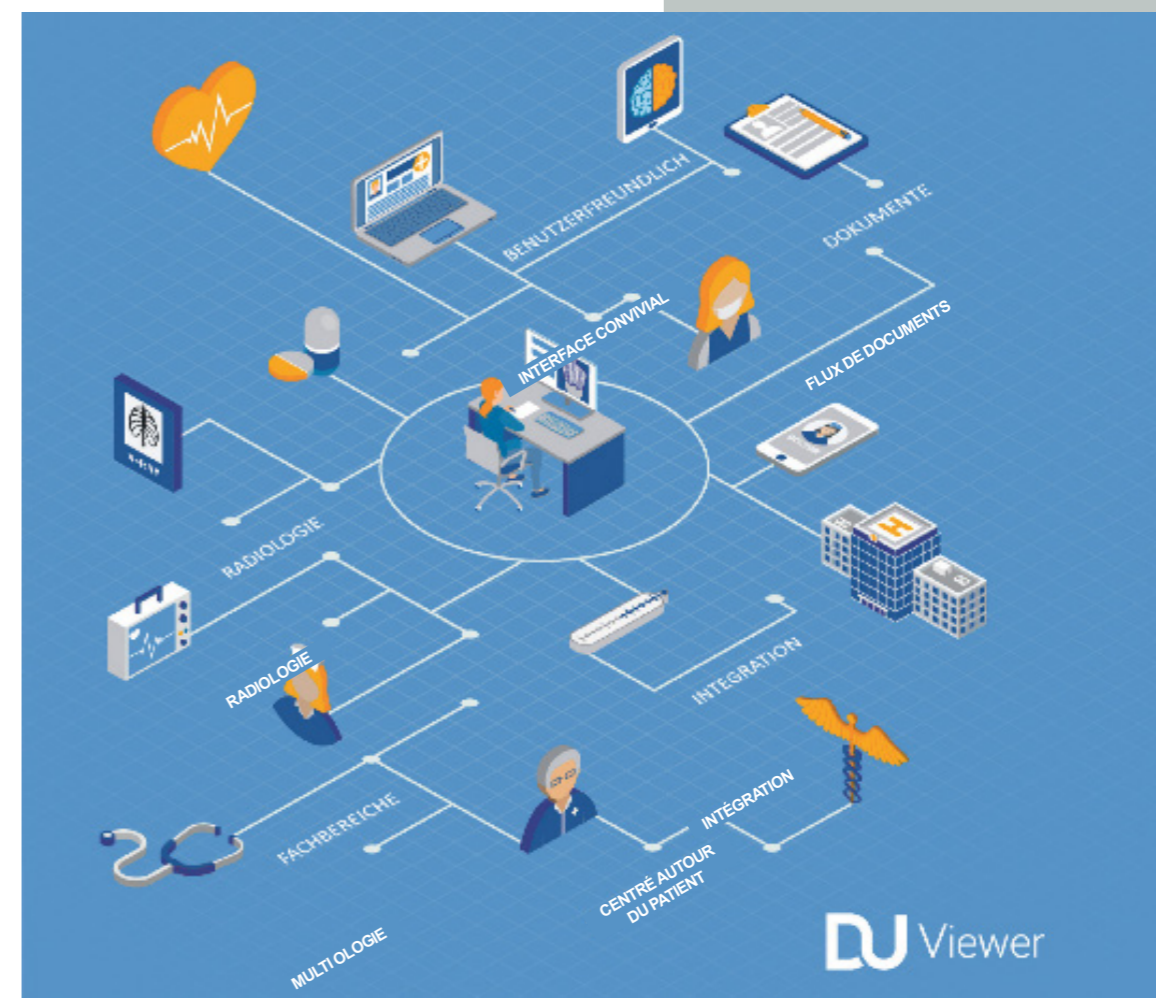 BENUTZERFREUNDLICH
DOKUMENTE
INTERFACE CONVIVIAL
FLUX DE DOCUMENTS
RADIOLOGIE
RADIOLOGIE
INTEGRATION
INTÉGRATION
FACHBEREICHE
CENTRÉ AUTOUR
DU PATIENT
MULTI OLOGIE
DU Viewer